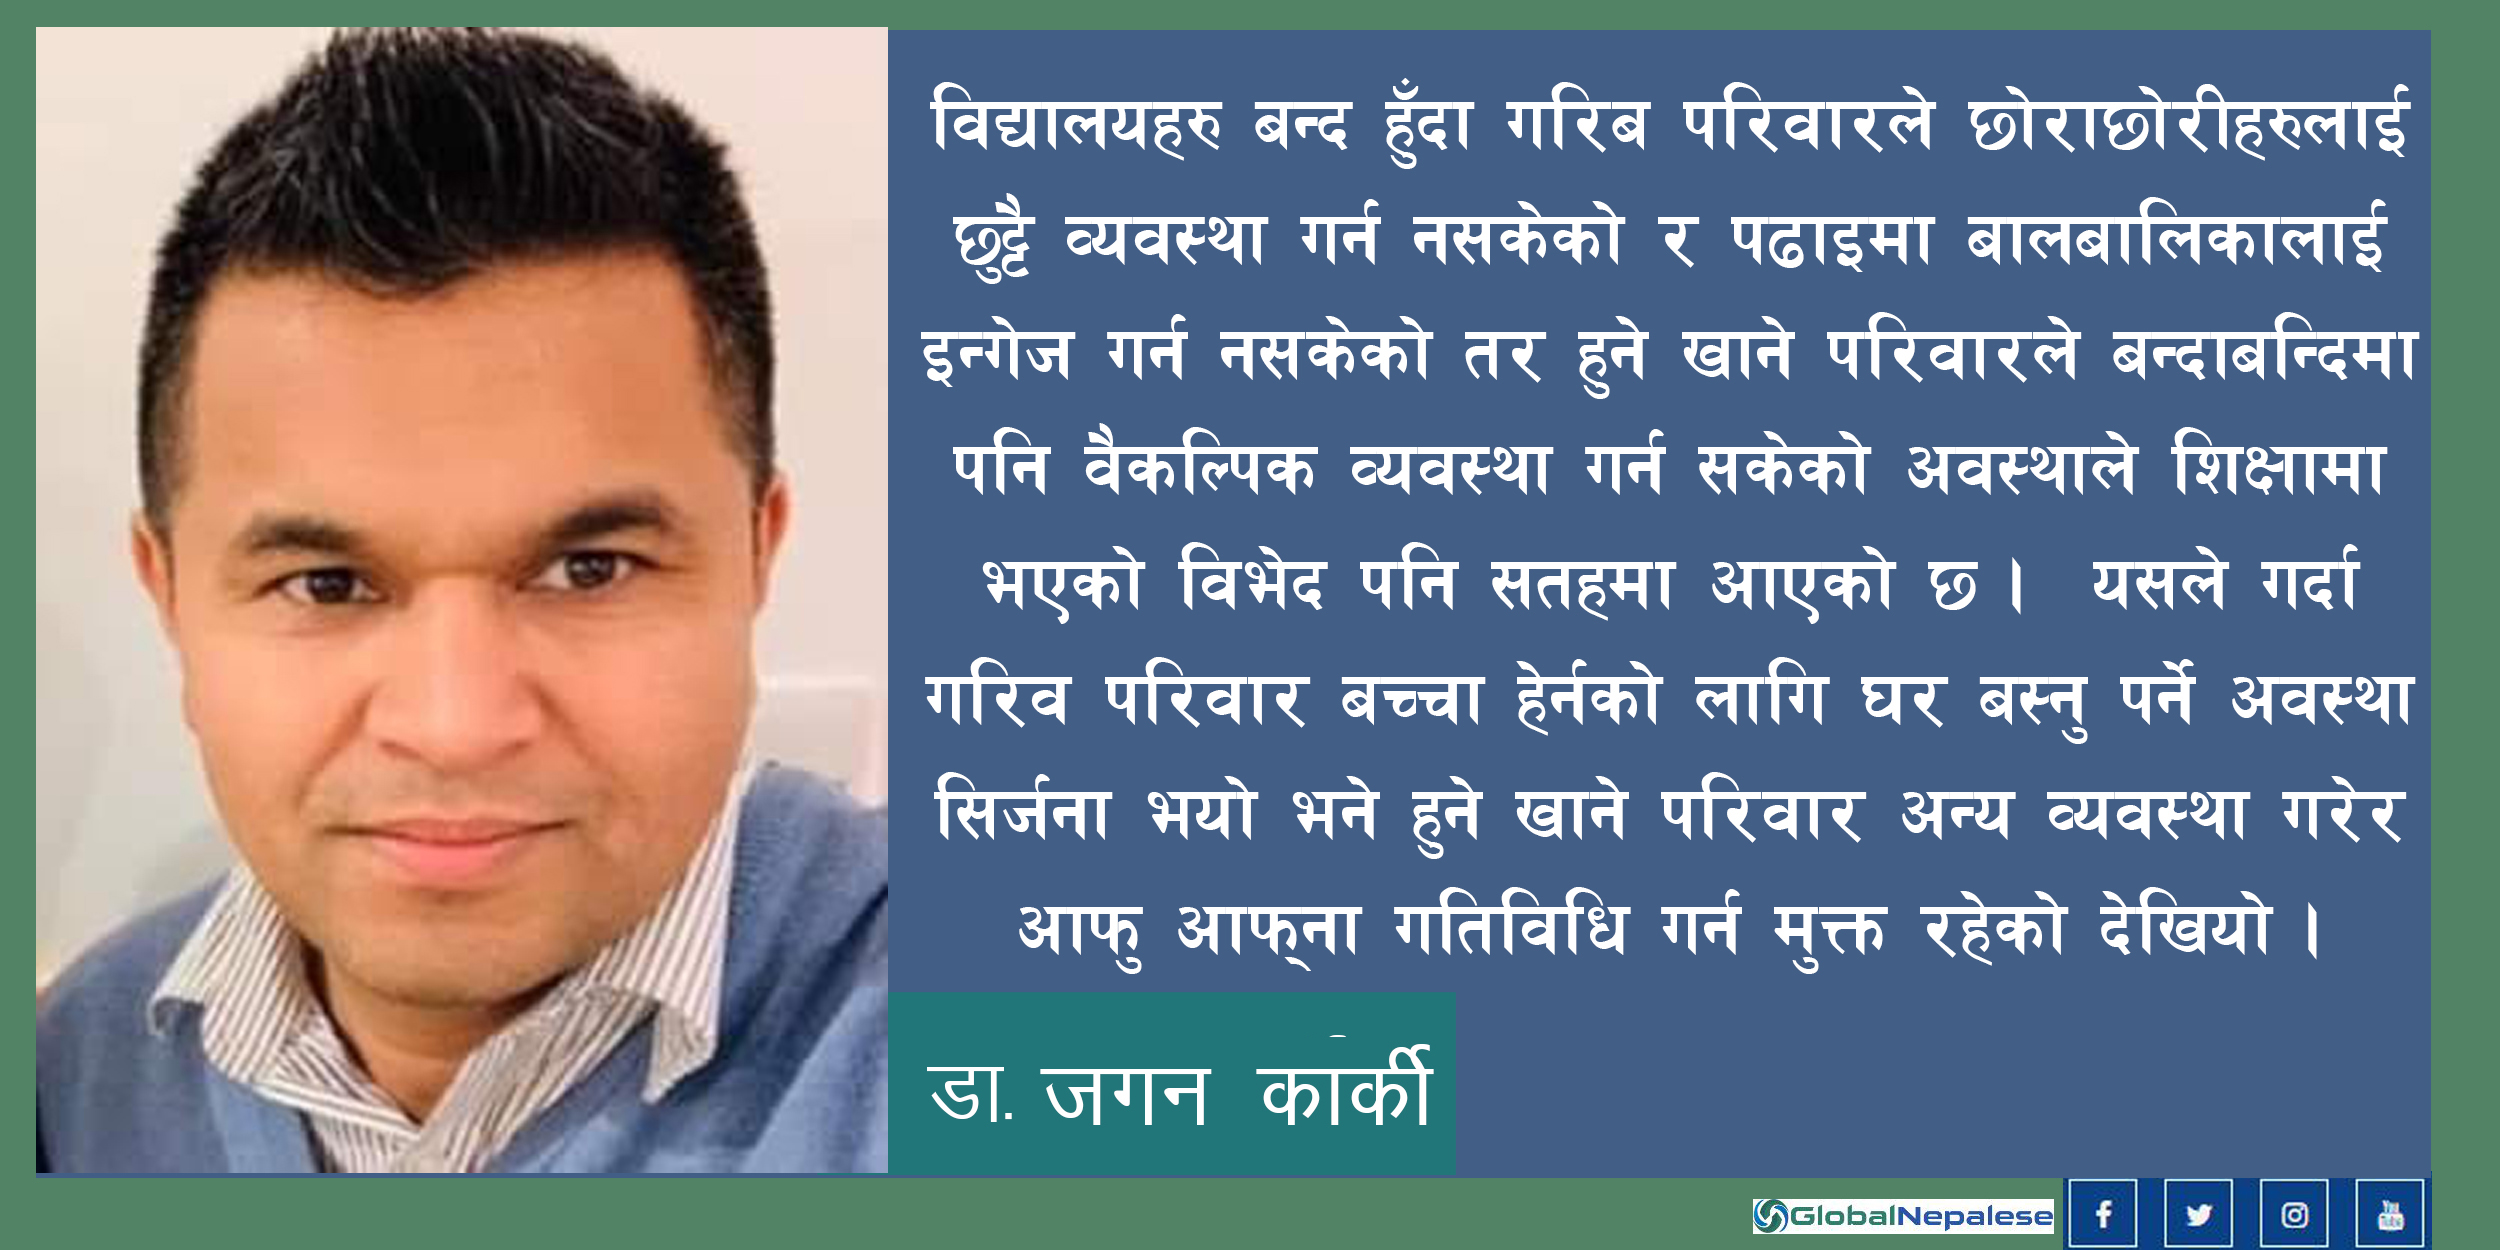 विद्यालयहरु बन्द हुँदा गरिब परिवारले छोराछोरीहरुलाई
छुट्टै व्यवस्था गर्न नसकेको र पढाइमा बालबालिकालाई
इन्गेज गर्न नसकेको तर हुने खाने परिवारले बन्दाबन्दिमा
पनि वैकल्पिक व्यवस्था गर्न सकेको अवस्थाले शिक्षामा
भएको विभेद पनि सतहमा आएको छ । यसले गर्दा
गरिव परिवार बच्चा हेर्नको लागि घर बस्नु पर्ने अवस्था
सिर्जना भयो भने हुने खाने परिवार अन्य व्यवस्था गरेर
आफु आफ्ना गतिविधि गर्न मुक्त रहेको देखियो ।
डा. जगन कार्की
GlobalNepalese
You Tube